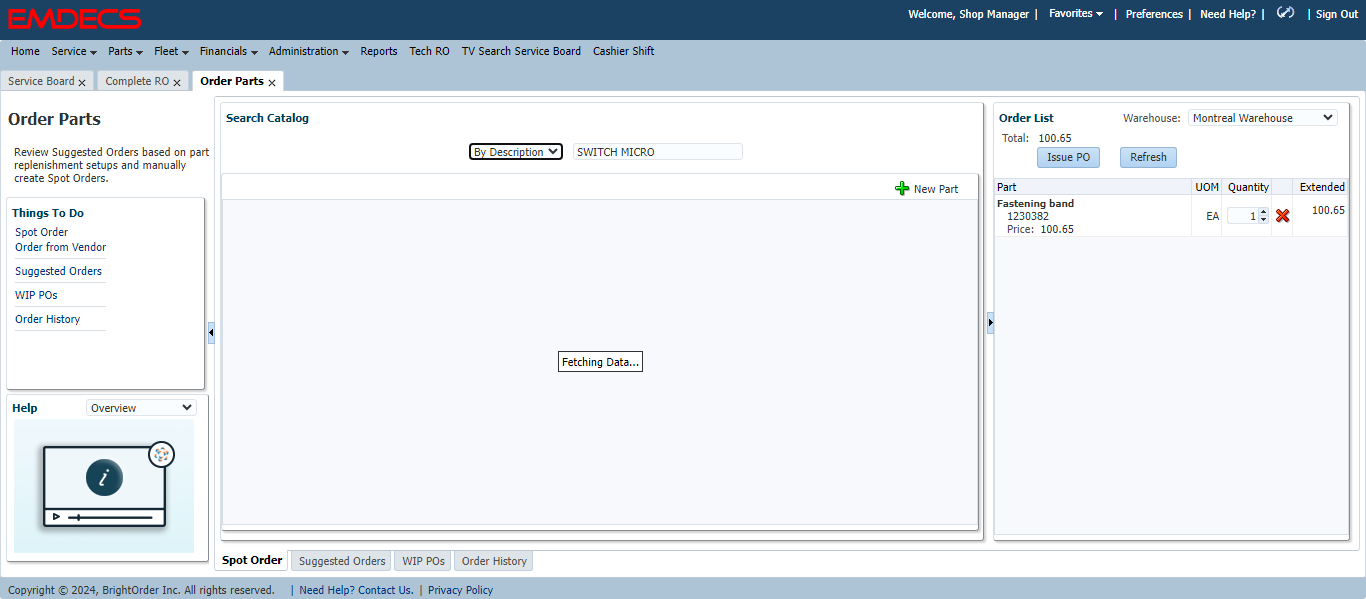 EMDECS
Welcome, Shop Manager | Favorites | Preferences | Need Help? | | Sign Out
Home Service Parts Fleet Financials Administration Reports Tech RO TV Search Service Board Cashier Shift
Service Board x Complete RO x Order Parts x
Order Parts
Review Suggested Orders based on part
replenishment setups and manually
create Spot Orders.
Things To Do
Spot Order
Order from Vendor
Suggested Orders
WIP POs
Order History
Help Overview
i
Search Catalog
By Description SWITCH MICRO
New Part
Fetching Data...
Spot Order Suggested Orders WIP POs Order History
Order List Warehouse: Montreal Warehouse
Total: 100.65
Issue PO Refresh
Part UOM Quantity Extended
Fastening band
1230382 EA 1 100.65
Price: 100.65
Copyright © 2024, BrightOrder Inc. All rights reserved. | Need Help? Contact Us. | Privacy Policy